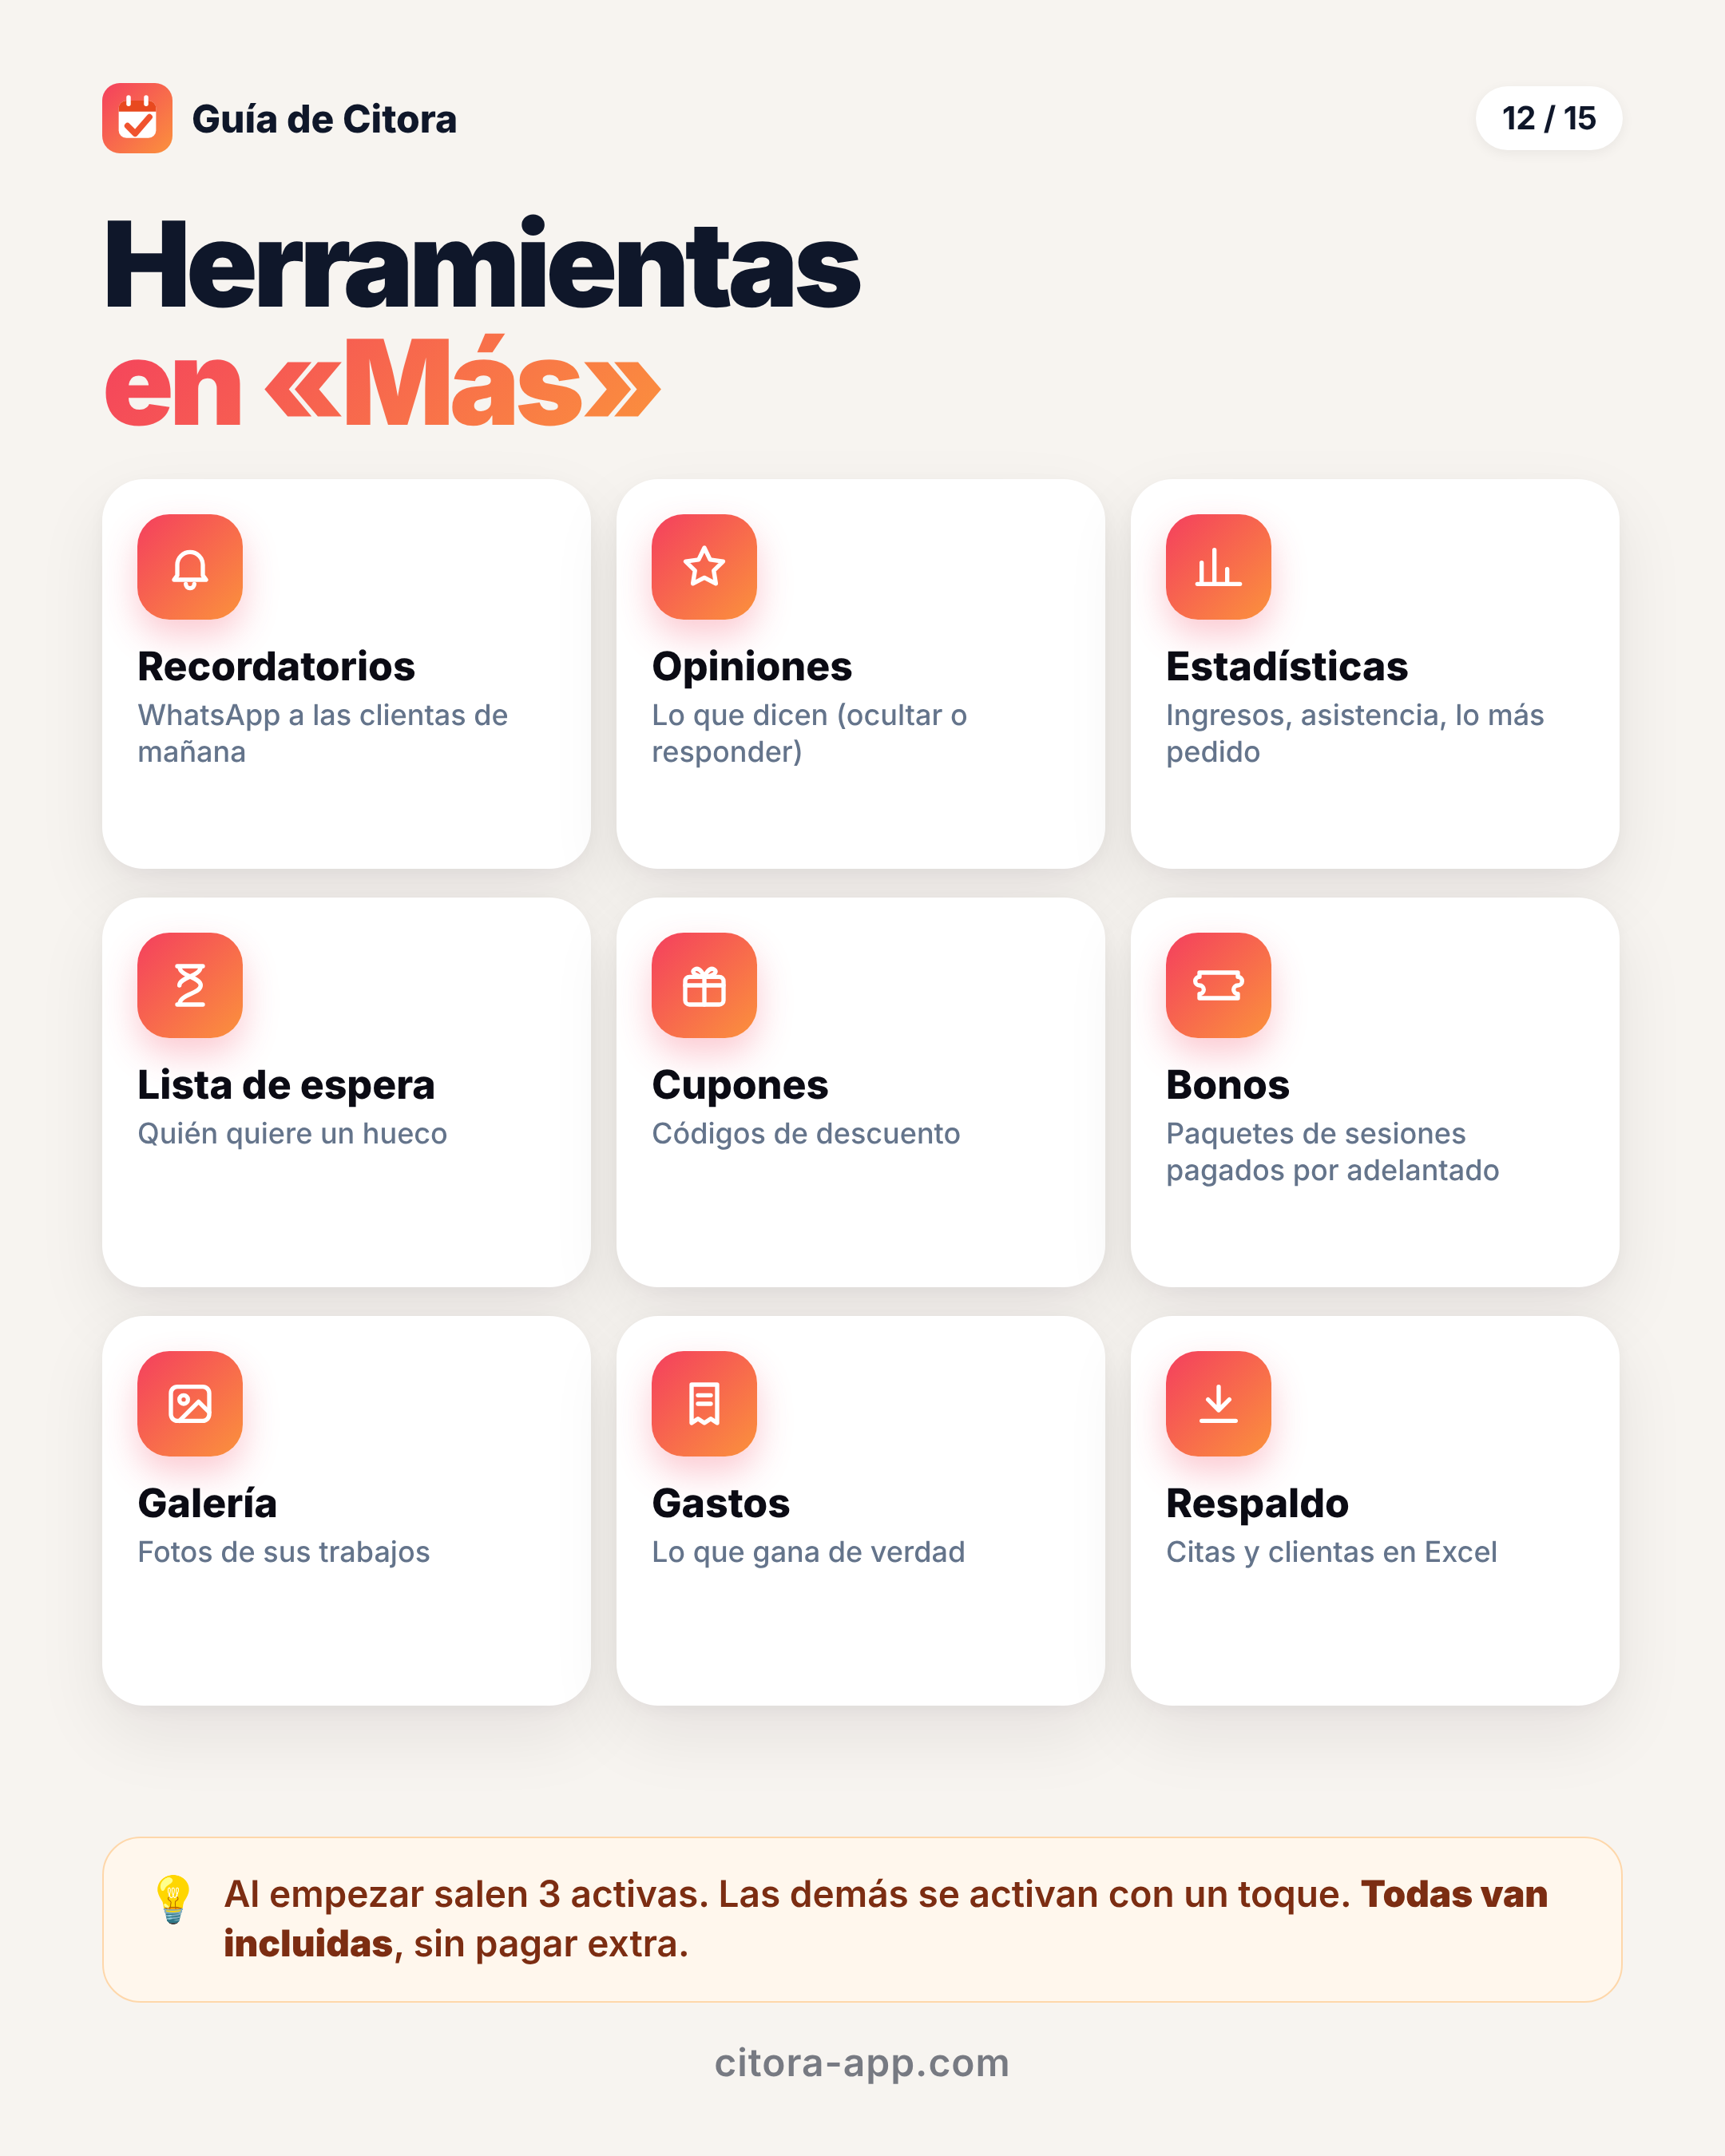 Guía de Citora
12 / 15
Herramientas
en «Más»
Recordatorios
WhatsApp a las clientas de
mañana
Opiniones
Lo que dicen (ocultar o
responder)
Estadísticas
Ingresos, asistencia, lo más
pedido
Lista de espera
Quién quiere un hueco
Cupones
Códigos de descuento
Bonos
Paquetes de sesiones
pagados por adelantado
Galería
Fotos de sus trabajos
Gastos
Lo que gana de verdad
Respaldo
Citas y clientas en Excel
Al empezar salen 3 activas. Las demás se activan con un toque. Todas van
incluidas, sin pagar extra.
citora-app.com